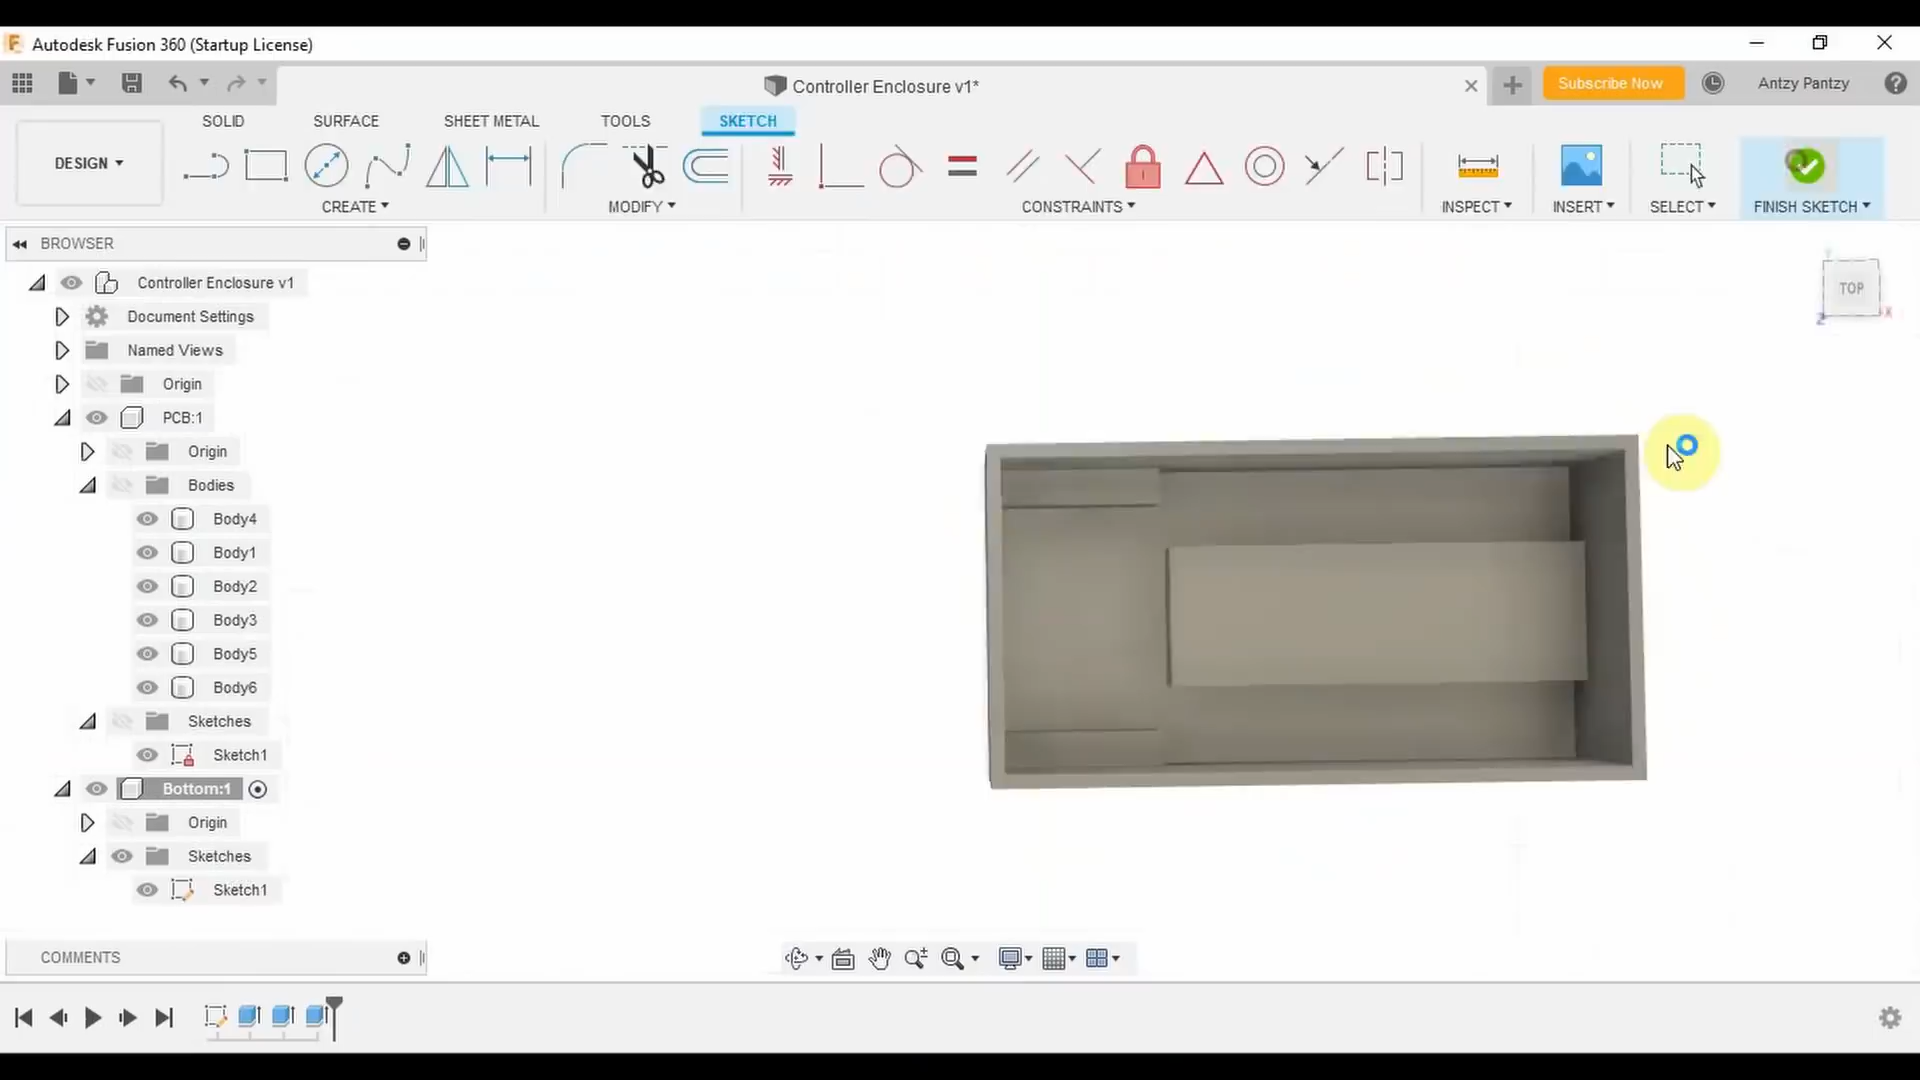 Autodesk Fusion 360 (Startup License)
Controller Enclosure v1*
Subscribe Now
Antzy Pantzy
SOLID
SURFACE
SHEET METAL
TOOLS
SKETCH
DESIGN
CREATE
MODIFY
CONSTRAINTS
INSPECT
INSERT
SELECT
FINISH SKETCH
BROWSER
Controller Enclosure v1
Document Settings
Named Views
Origin
PCB:1
Origin
Bodies
Body4
Body1
Body2
Body3
Body5
Body6
Sketches
Sketch1
Bottom:1
Origin
Sketches
Sketch1
TOP
X
Z
COMMENTS